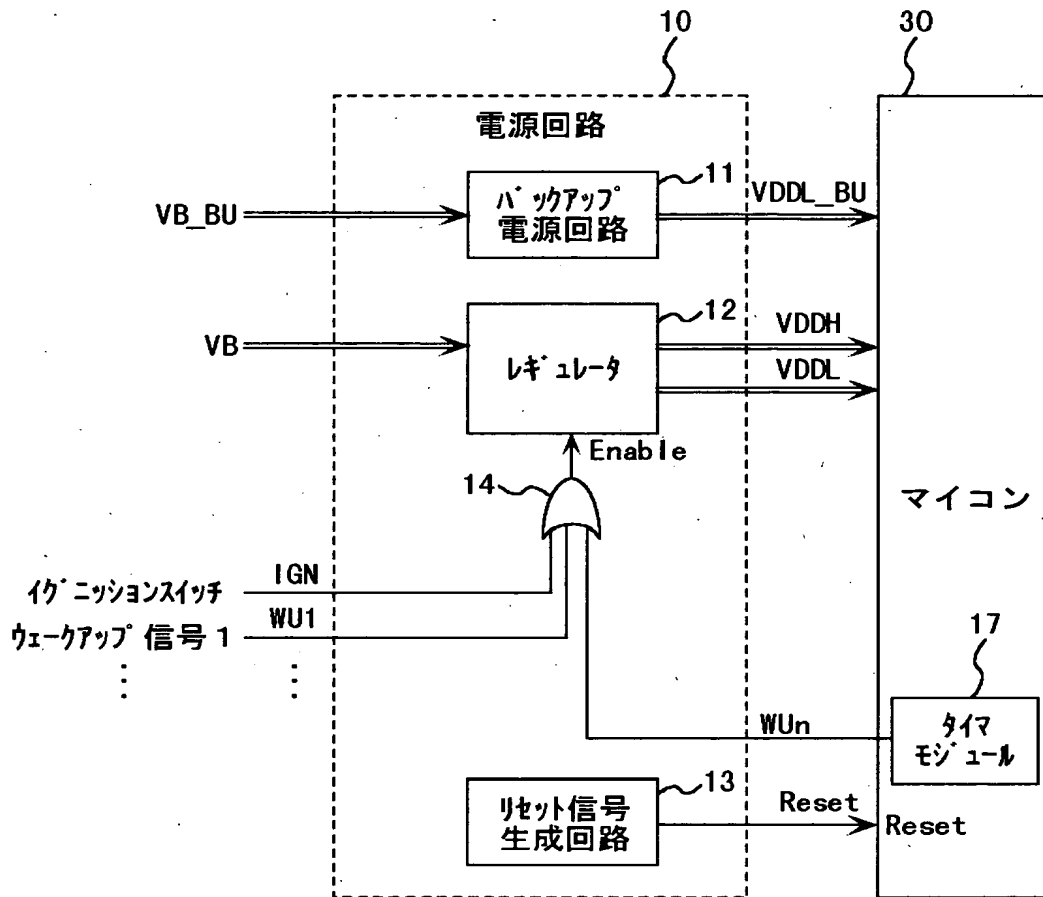 10
30
電源回路
11
VB_BU
バックアップ
電源回路
VDDL_BU
12
VB
レギュレータ
VDDH
VDDL
Enable
14
マイコン
イグニッションスイッチ
IGN
ウェークアップ信号1
WU1
17
WUn
タイマ
モジュール
13
リセット信号
生成回路
Reset
Reset